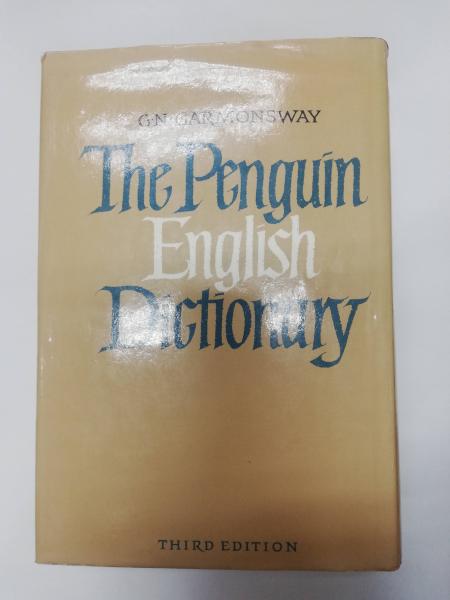 G·N·GARMONSWAY
The Penguin
English
Dictionary
THIRD EDITION